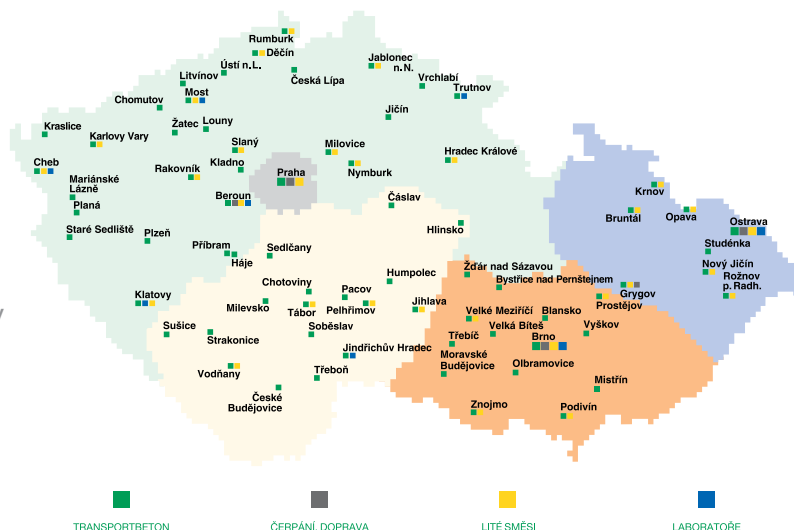 Rumburk
Děčín
Ústí n.L.
Jablonec
n.N.
Litvínov
Česká Lípa
Vrchlabí
Most
Trutnov
Chomutov
Jičín
Kraslice
Žatec
Louny
Karlovy Vary
Slaný
Milovice
Hradec Králové
Cheb
Rakovník
Kladno
Praha
Nymburk
Mariánské
Lázně
Krnov
Beroun
Čáslav
Planá
Bruntál
Opava
Ostrava
Staré Sedliště
Plzeň
Hlinsko
Studénka
Příbram
Háje
Sedlčany
Žďár nad Sázavou
Nový Jičín
Humpolec
Bystřice nad Pernštejnem
Rožnov
p. Radh.
Chotoviny
Pacov
Klatovy
Grygov
Milevsko
Tábor
Pelhřimov
Jihlava
Prostějov
Velké Meziříčí
Blansko
Sušice
Strakonice
Soběslav
Velká Bíteš
Vyškov
Třebíč
Brno
Jindřichův Hradec
Moravské
Budějovice
Olbramovice
Vodňany
Třeboň
Mistřín
České
Budějovice
Znojmo
Podivín
TRANSPORTBETON
ČERPÁNÍ, DOPRAVA
LITÉ SMĚSI
LABORATOŘE